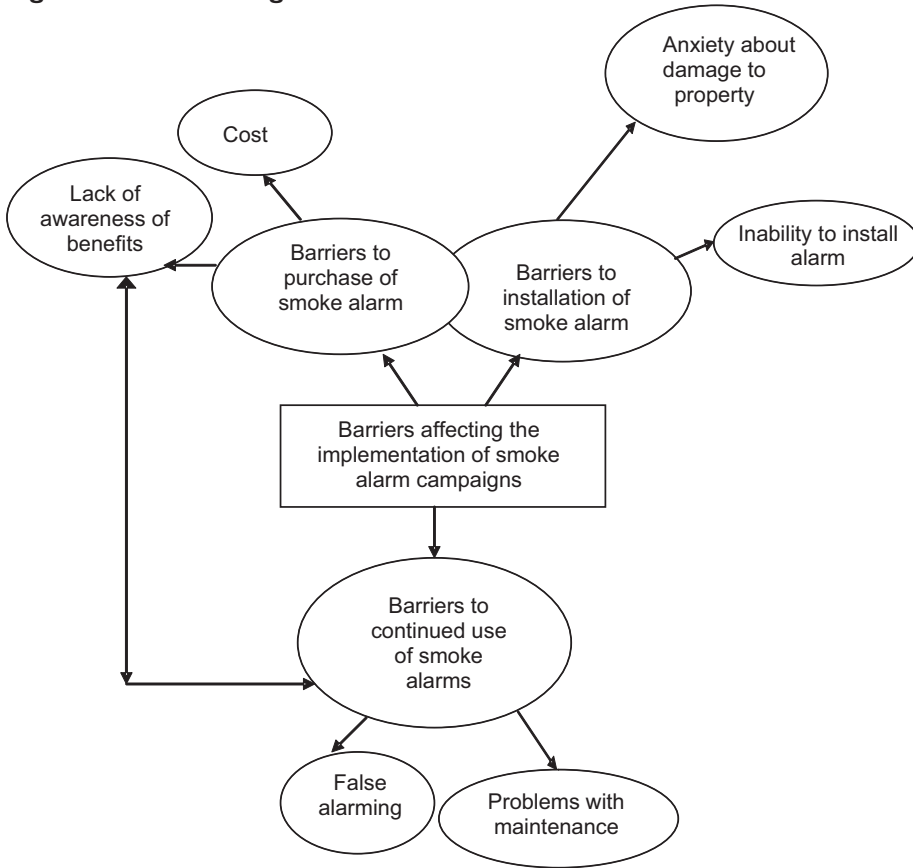 Anxiety about
damage to
property
Cost
Lack of
awareness of
benefits
Barriers to
purchase of
smoke alarm
Barriers to
installation of
smoke alarm
Inability to install
alarm
Barriers affecting the
implementation of smoke
alarm campaigns
Barriers to
continued use
of smoke
alarms
False
alarming
Problems with
maintenance